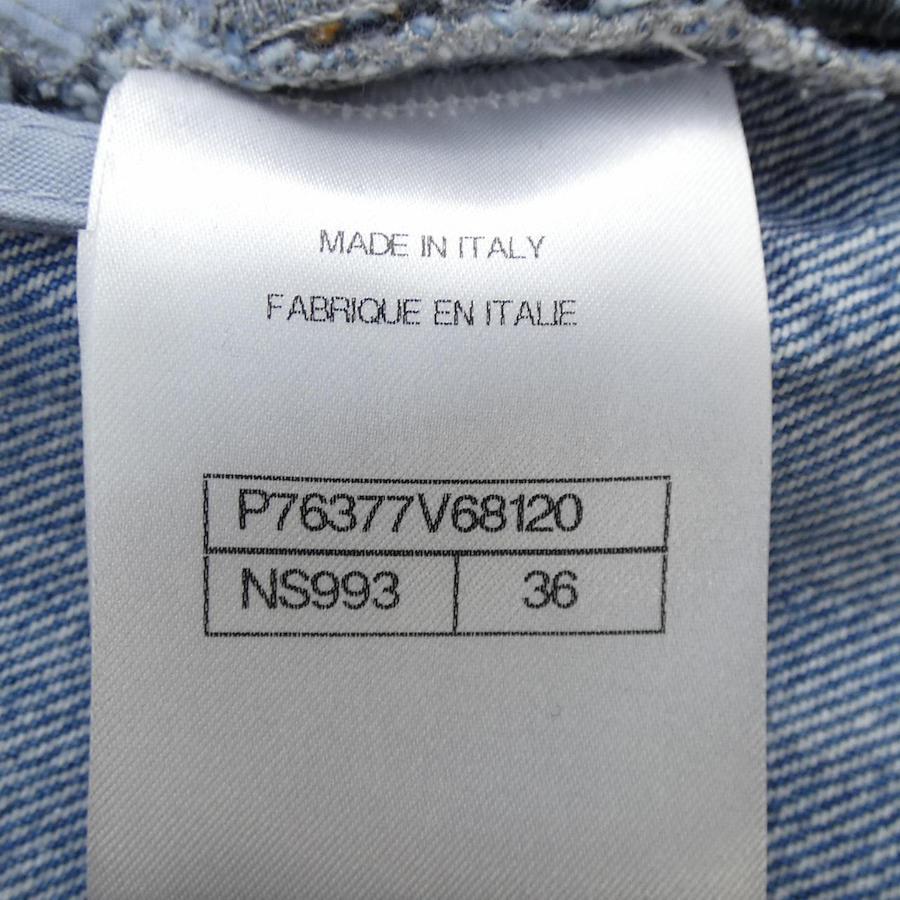 MADE IN ITALY
FABRIQUE EN ITALIE
P76377V68120
NS993 36